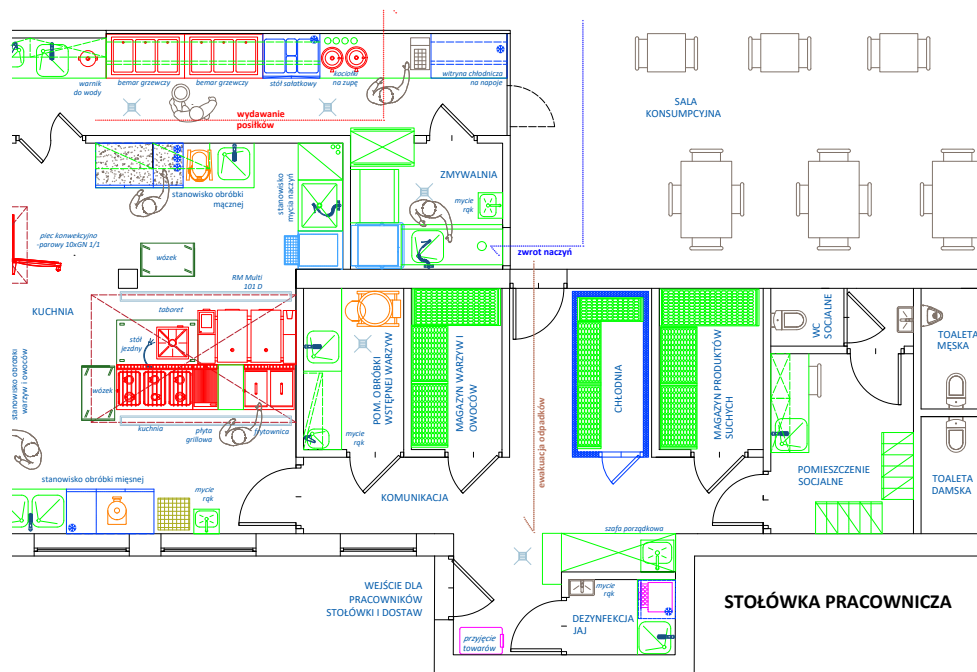 warnik
do wody
bemar grzewczy
bemar grzewczy
stół sałatkowy
kociołki
na zupę
witryna chłodnicza
na napoje
wydawanie
posiłków
SALA
KONSUMPCYJNA
stanowisko obróbki
mącznej
stanowisko
mycia naczyń
ZMYWALNIA
mycie
rąk
zwrot naczyń
piec konwekcyjno
-parowy 10xGN 1/1
wózek
RM Multi
101 D
KUCHNIA
taboret
stół
jezdny
wózek
kuchnia
płyta
grillowa
frytownica
stanowisko obróbki
warzyw i owoców
POM. OBRÓBKI
WSTĘPNEJ WARZYW
mycie
rąk
MAGAZYN WARZYW I
OWOCÓW
ewakuacja odpadków
CHŁODNIA
MAGAZYN PRODUKTÓW
SUCHYCH
WC
SOCJALNE
TOALETA
MĘSKA
POMIESZCZENIE
SOCJALNE
TOALETA
DAMSKA
stanowisko obróbki mięsnej
mycie
rąk
KOMUNIKACJA
szafa porządkowa
WEJŚCIE DLA
PRACOWNIKÓW
STOŁÓWKI I DOSTAW
mycie
rąk
DEZYNFEKCJA
JAJ
przyjęcie
towarów
STOŁÓWKA PRACOWNICZA